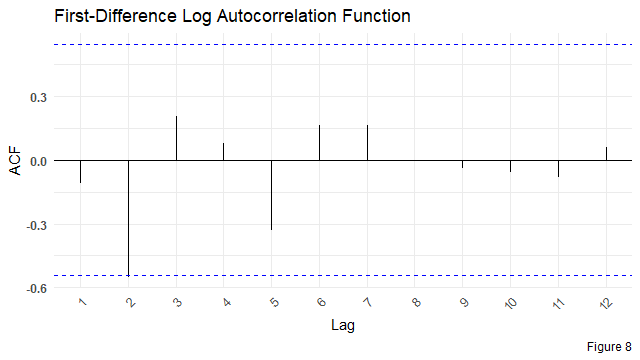 First-Difference Log Autocorrelation Function
ACF
0.3
0.0
-0.3
-0.6
1 2 3 4 5 6 7 8 9 10 11 12
Lag
Figure 8